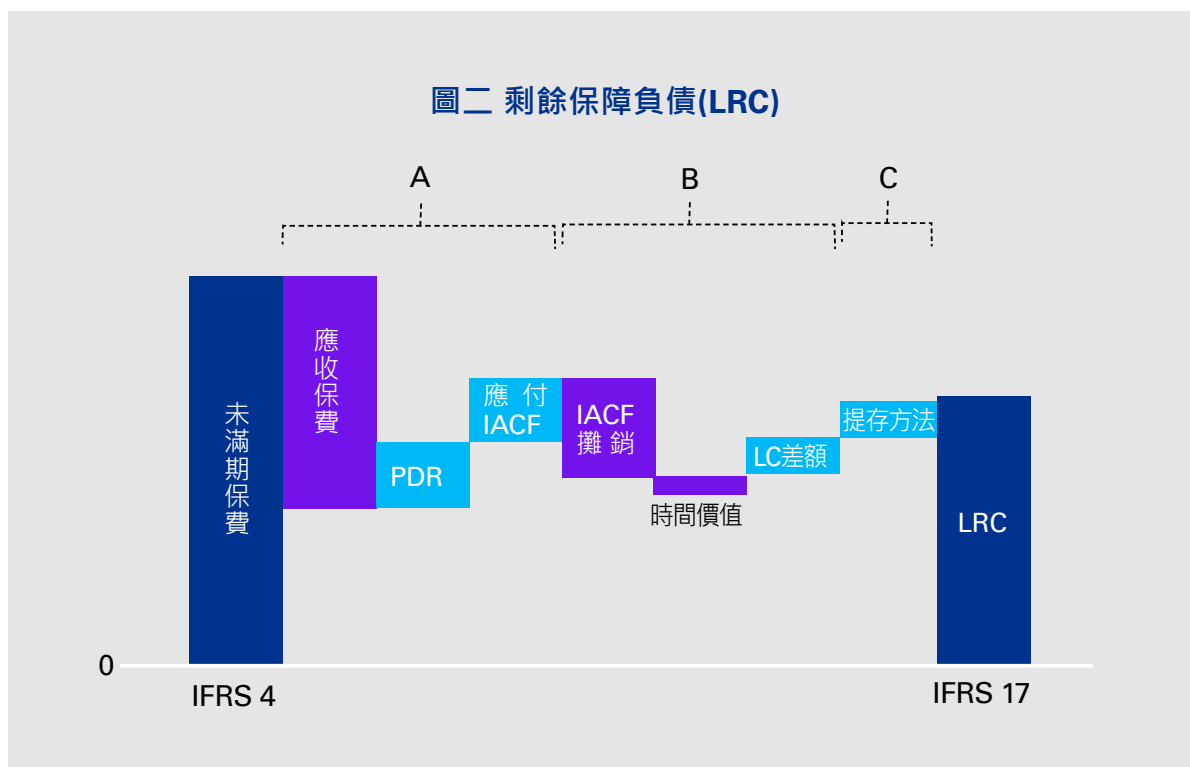 圖二 剩餘保障負債(LRC)
A
B
C
未滿期保費
應收保費
PDR
應 付
IACF
IACF
攤 銷
時間價值
LC差額
提存方法
LRC
0
IFRS 4
IFRS 17